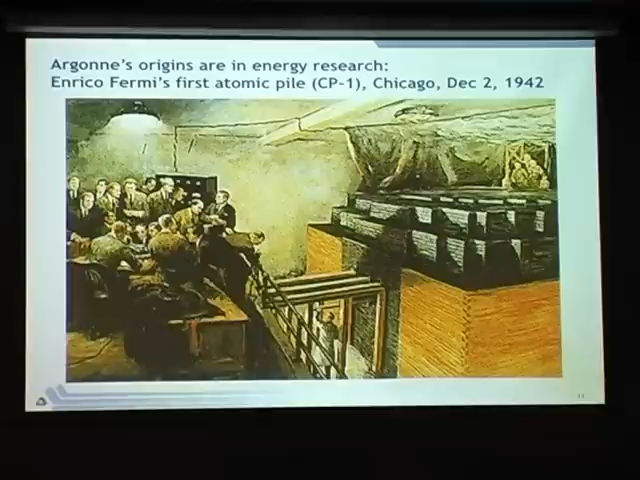 Argonne's origins are in energy research:
Enrico Fermi's first atomic pile (CP-1), Chicago, Dec 2, 1942